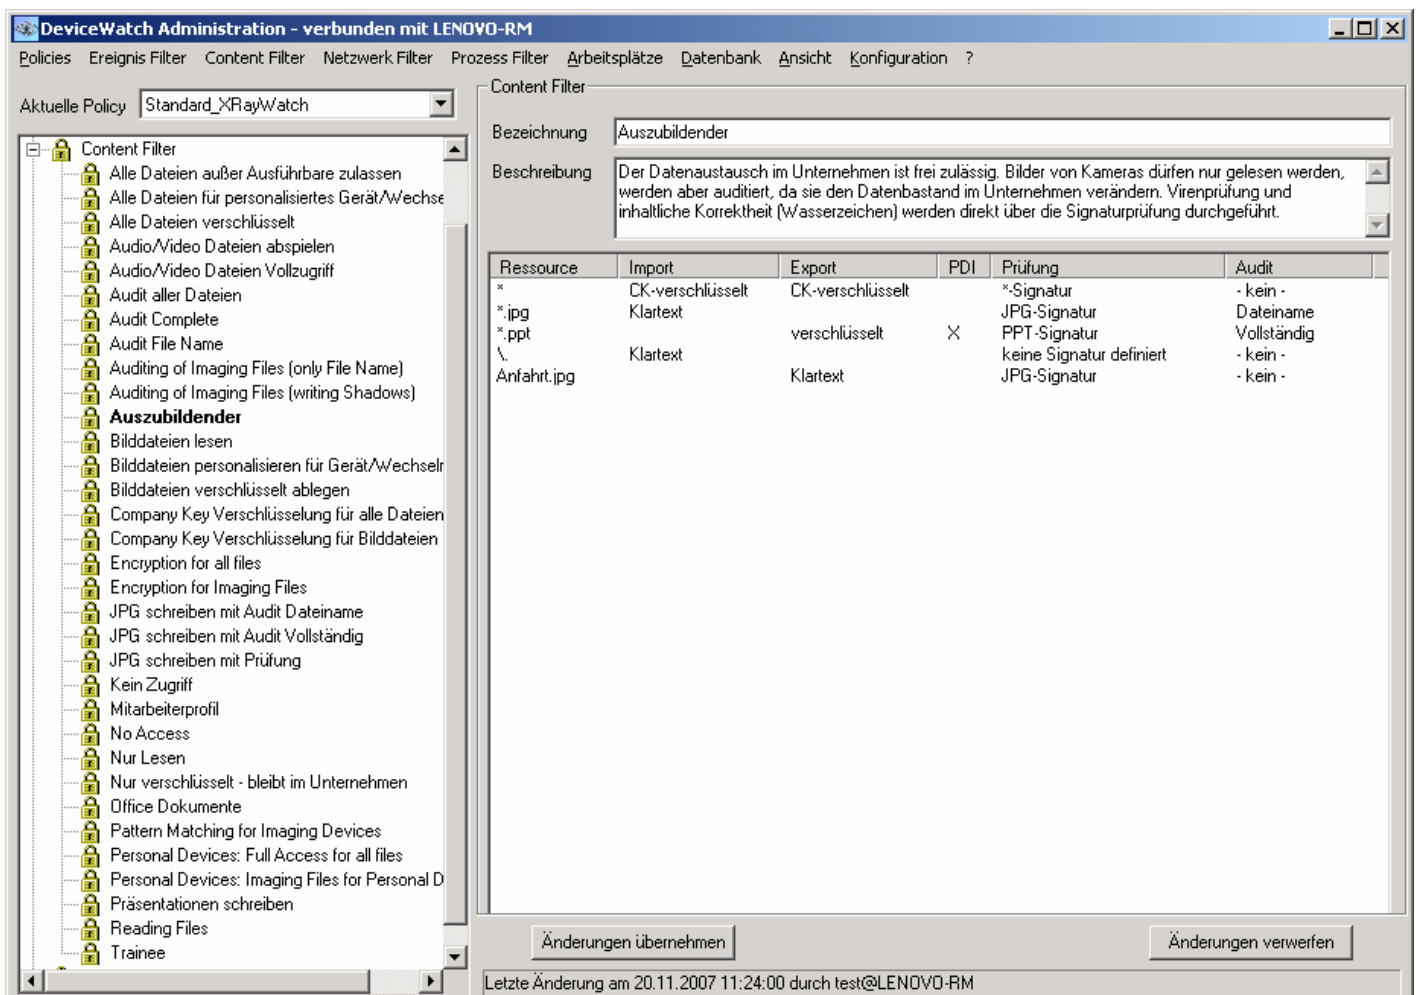 DeviceWatch Administration - verbunden mit LENOVO-RM
Policies Ereignis Filter Content Filter Netzwerk Filter Prozess Filter Arbeitsplätze Datenbank Ansicht Konfiguration ?
Aktuelle Policy Standard_XRayWatch
Content Filter
Alle Dateien außer Ausführbare zulassen
Alle Dateien für personalisiertes Gerät/Wechse
Alle Dateien verschlüsselt
Audio/Video Dateien abspielen
Audio/Video Dateien Vollzugriff
Audit aller Dateien
Audit Complete
Audit File Name
Auditing of Imaging Files (only File Name)
Auditing of Imaging Files (writing Shadows)
Auszubildender
Bilddateien lesen
Bilddateien personalisieren für Gerät/Wechselr
Bilddateien verschlüsselt ablegen
Company Key Verschlüsselung für alle Dateien
Company Key Verschlüsselung für Bilddateien
Encryption for all files
Encryption for Imaging Files
JPG schreiben mit Audit Dateiname
JPG schreiben mit Audit Vollständig
JPG schreiben mit Prüfung
Kein Zugriff
Mitarbeiterprofil
No Access
Nur Lesen
Nur verschlüsselt - bleibt im Unternehmen
Office Dokumente
Pattern Matching for Imaging Devices
Personal Devices: Full Access for all files
Personal Devices: Imaging Files for Personal D
Präsentationen schreiben
Reading Files
Trainee
Content Filter
Bezeichnung Auszubildender
Beschreibung Der Datenaustausch im Unternehmen ist frei zulässig. Bilder von Kameras dürfen nur gelesen werden,
werden aber auditiert, da sie den Datenbastand im Unternehmen verändern. Virenprüfung und
inhaltliche Korrektheit (Wasserzeichen) werden direkt über die Signaturprüfung durchgeführt.
Ressource Import Export PDI Prüfung Audit
* CK-verschlüsselt CK-verschlüsselt *-Signatur - kein -
*.jpg Klartext JPG-Signatur Dateiname
*.ppt verschlüsselt X PPT-Signatur Vollständig
\. Klartext keine Signatur definiert - kein -
Anfahrt.jpg Klartext JPG-Signatur - kein -
Änderungen übernehmen Änderungen verwerfen
Letzte Änderung am 20.11.2007 11:24:00 durch test@LENOVO-RM